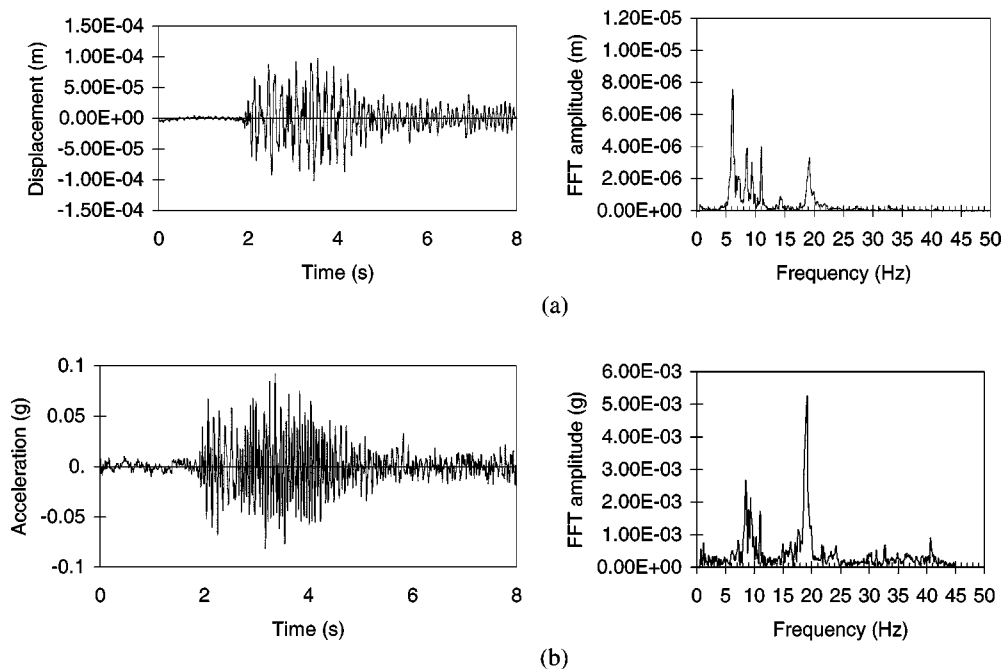 1.50E-04
1.00E-04
5.00E-05
0.00E+00
-5.00E-05
-1.00E-04
-1.50E-04
Displacement (m)
0 2 4 6 8
Time (s)
1.20E-05
1.00E-05
8.00E-06
6.00E-06
4.00E-06
2.00E-06
0.00E+00
FFT amplitude (m)
0 5 10 15 20 25 30 35 40 45 50
Frequency (Hz)
(a)
0.1
0.05
0.
-0.05
-0.1
Acceleration (g)
0 2 4 6 8
Time (s)
6.00E-03
5.00E-03
4.00E-03
3.00E-03
2.00E-03
1.00E-03
0.00E+00
FFT amplitude (g)
0 5 10 15 20 25 30 35 40 45 50
Frequency (Hz)
(b)